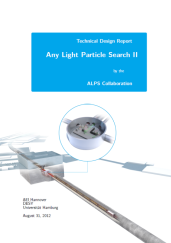 Technical Design Report
Any Light Particle Search II
by the
ALPS Collaboration
AEI Hannover
DESY
Universität Hamburg
August 31, 2012